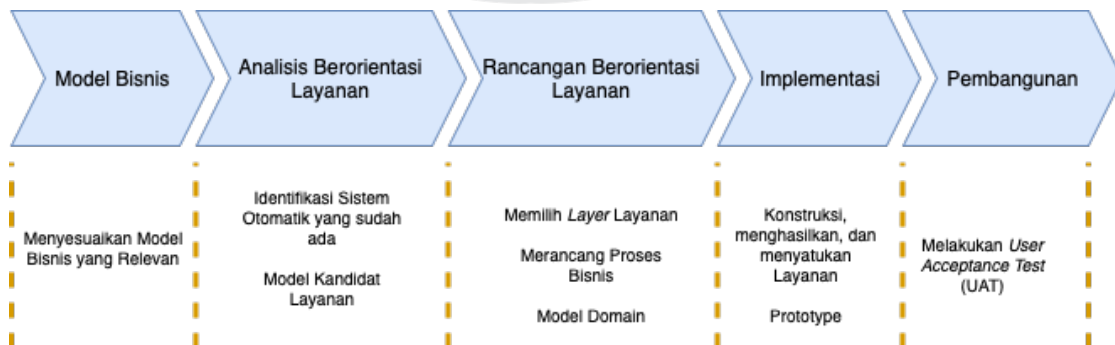 Model Bisnis
Analisis Berorientasi
Layanan
Rancangan Berorientasi
Layanan
Implementasi
Pembangunan
Menyesuaikan Model
Bisnis yang Relevan
Identifikasi Sistem
Otomatik yang sudah
ada
Model Kandidat
Layanan
Memilih Layer Layanan
Merancang Proses
Bisnis
Model Domain
Konstruksi,
menghasilkan, dan
menyatukan
Layanan
Prototype
Melakukan User
Acceptance Test
(UAT)